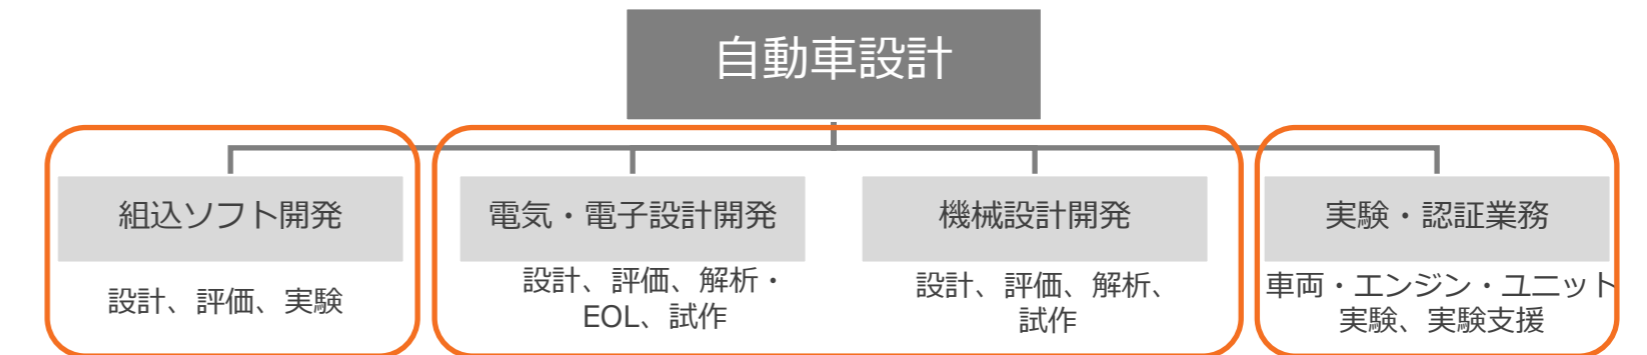 自動車設計
組込ソフト開発
電気・電子設計開発
機械設計開発
実験・認証業務
設計、評価、実験
設計、評価、解析・
EOL、試作
設計、評価、解析、
試作
車両・エンジン・ユニット
実験、実験支援